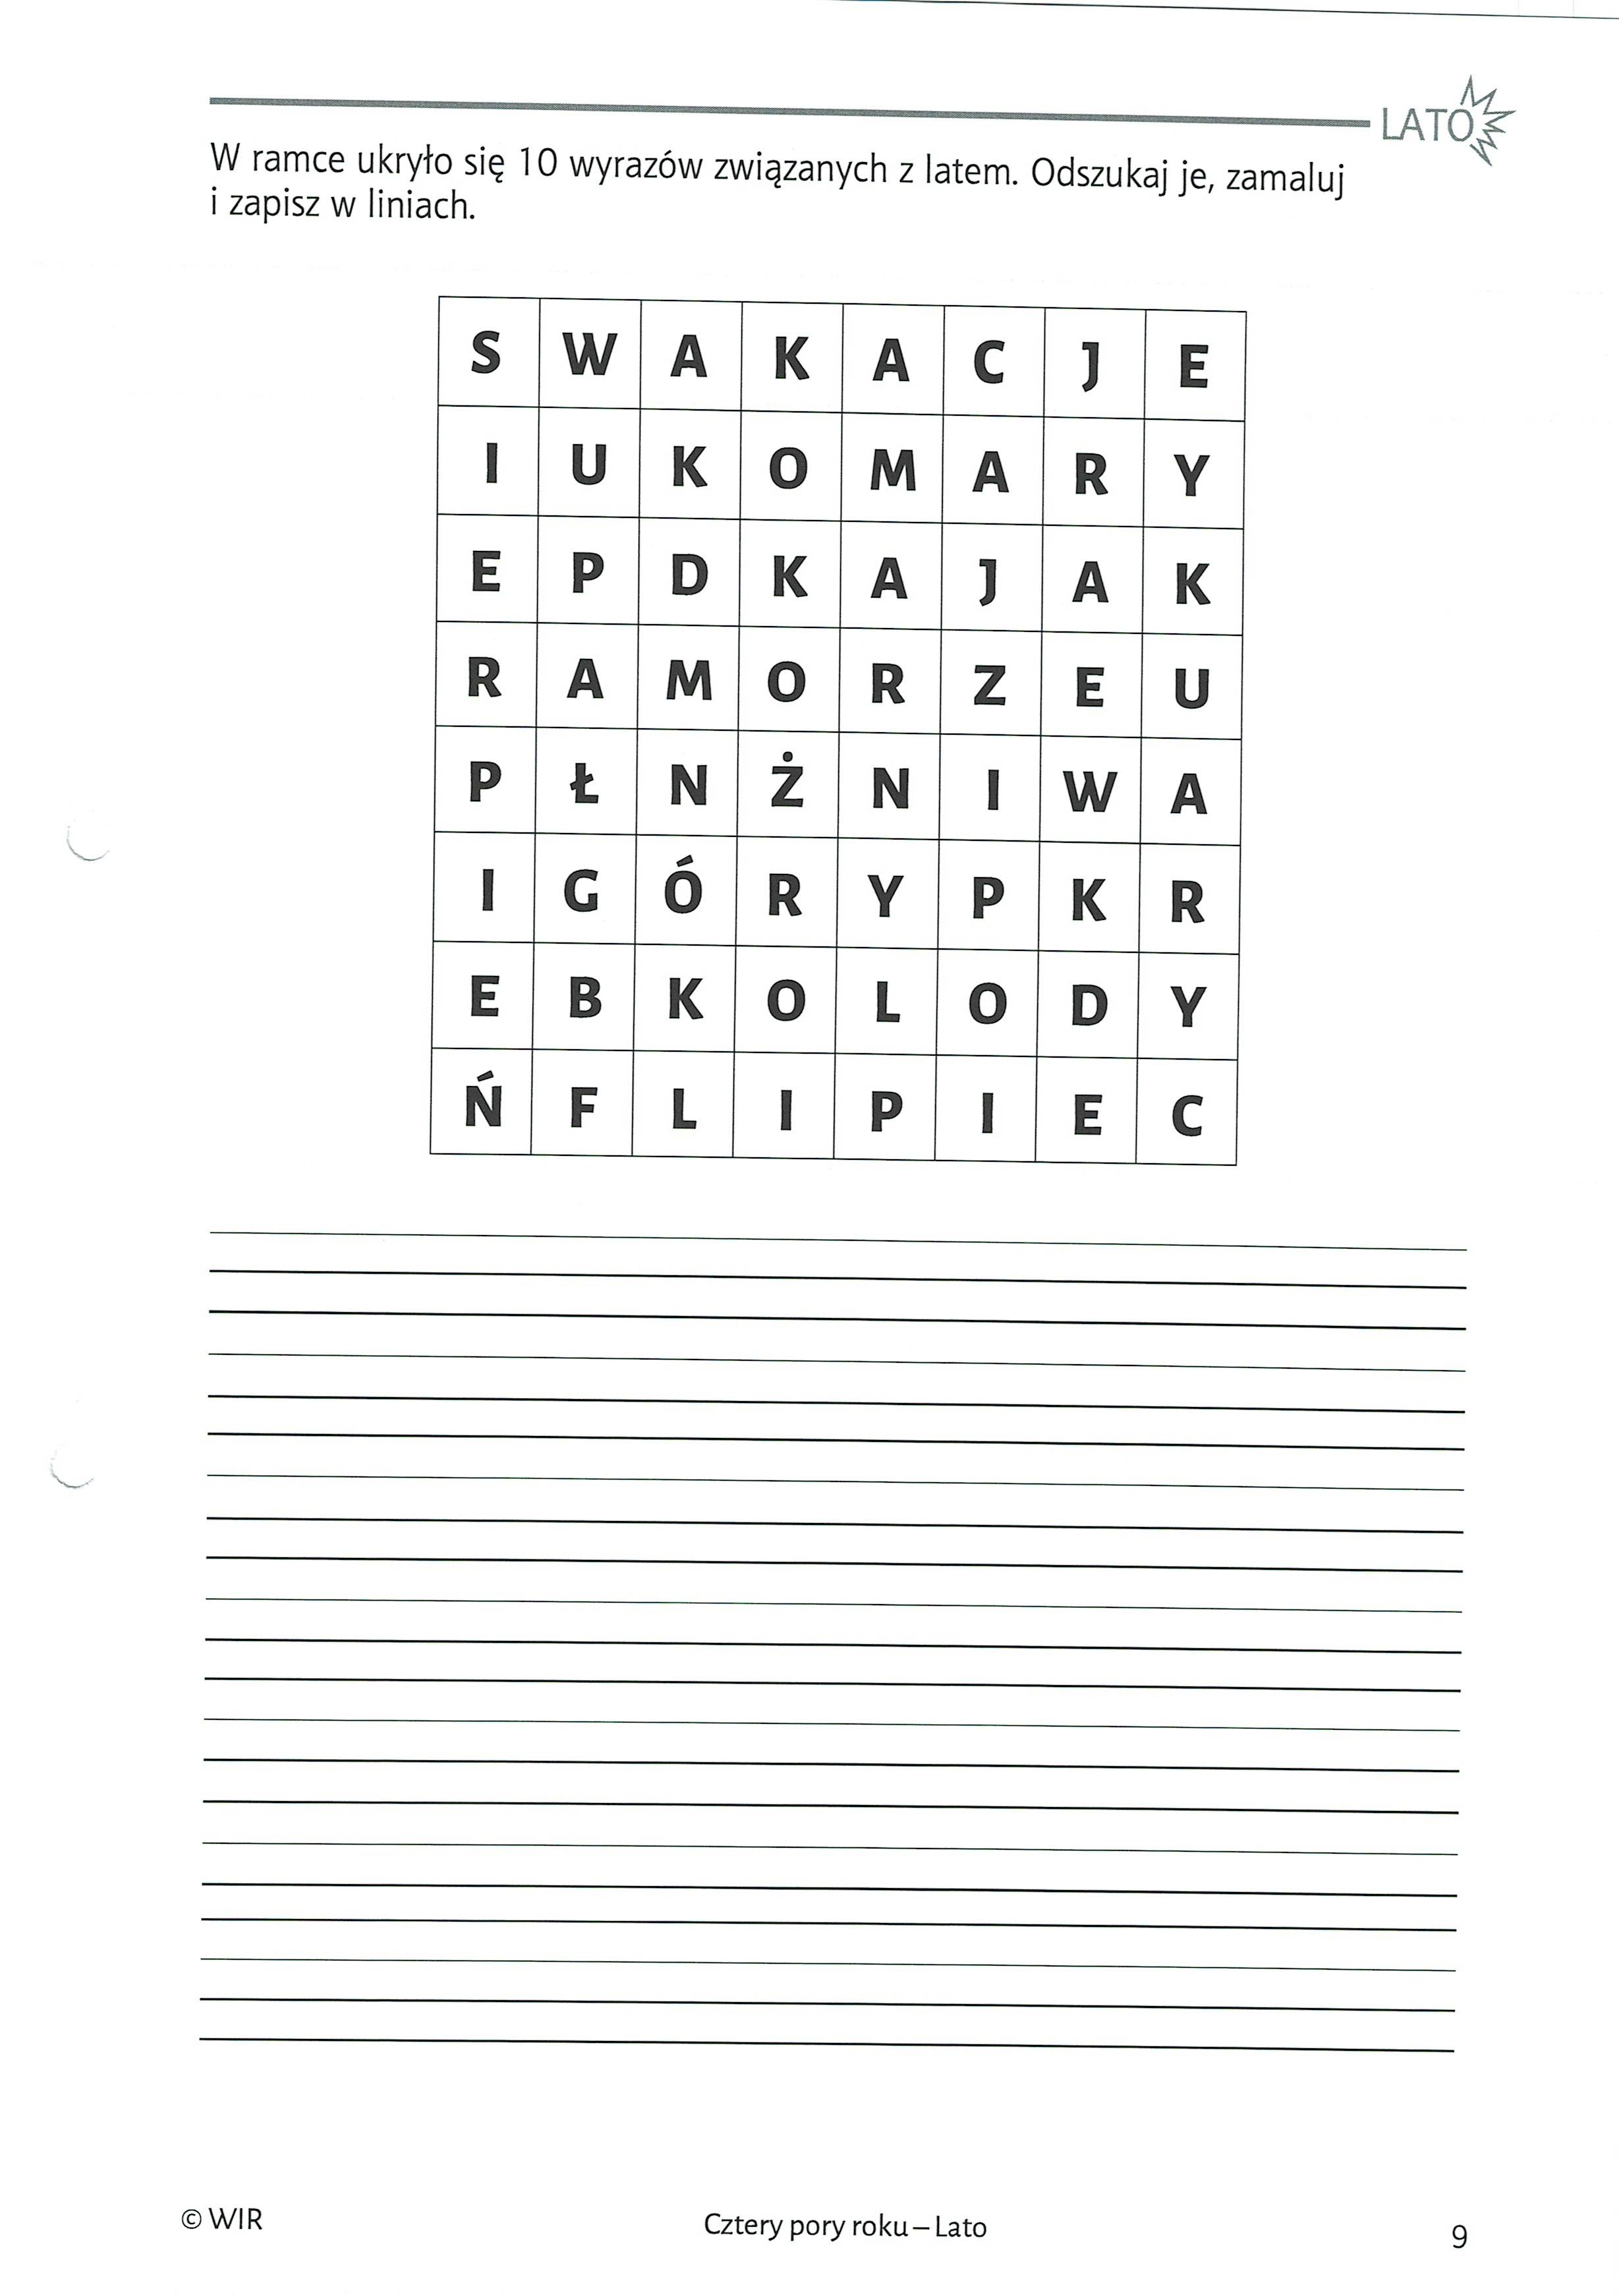 LATO
W ramce ukryło się 10 wyrazów związanych z latem. Odszukaj je, zamaluj
i zapisz w liniach.
S W A K A C J E
I U K O M A R Y
E P D K A J A K
R A M O R Z E U
P Ł N Ż N I W A
I G Ó R Y P K R
E B K O L O D Y
Ń F L I P I E C
© WIR
Cztery pory roku – Lato
9